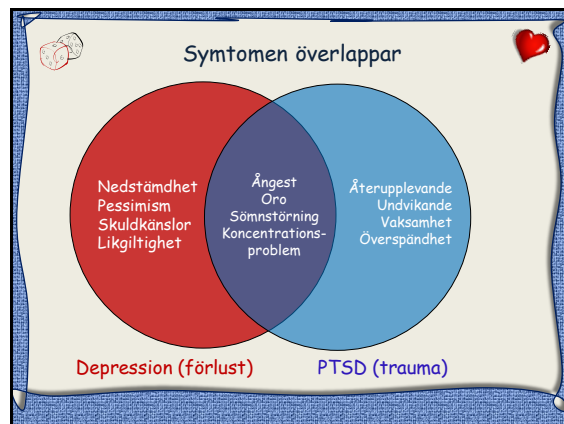 Symtomen överlappar
Nedstämdhet
Pessimism
Skuldkänslor
Likgiltighet
Ångest
Oro
Sömnstörning
Koncentrations-
problem
Återupplevande
Undvikande
Vaksamhet
Överspändhet
Depression (förlust)
PTSD (trauma)